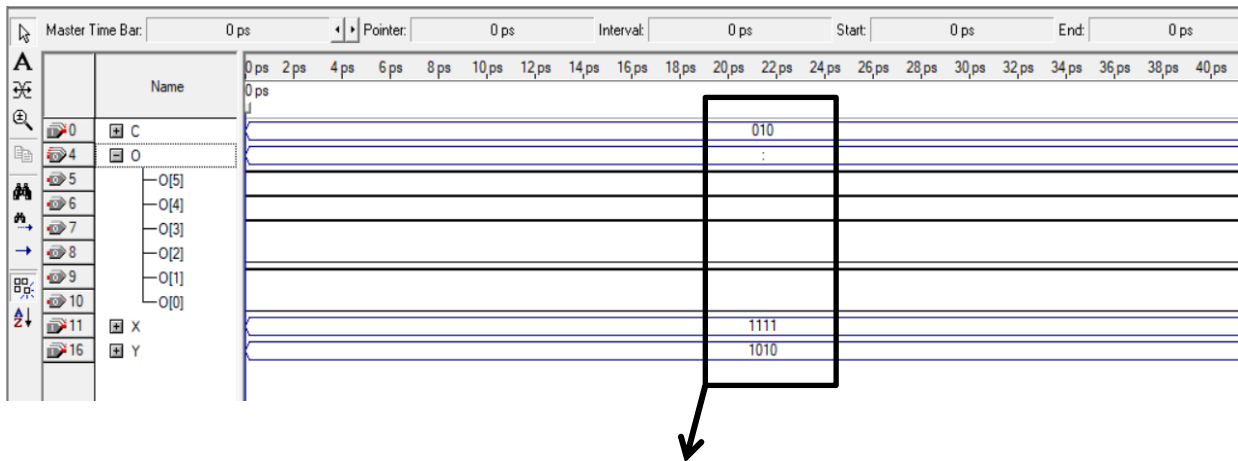 Master Time Bar: 0 ps Pointer: 0 ps Interval: 0 ps Start: 0 ps End: 0 ps
Name 0 ps 2 ps 4 ps 6 ps 8 ps 10 ps 12 ps 14 ps 16 ps 18 ps 20 ps 22 ps 24 ps 26 ps 28 ps 30 ps 32 ps 34 ps 36 ps 38 ps 40 ps
0 ps
0 C 010
4 O :
5 O[5]
6 O[4]
7 O[3]
8 O[2]
9 O[1]
10 O[0]
11 X 1111
16 Y 1010